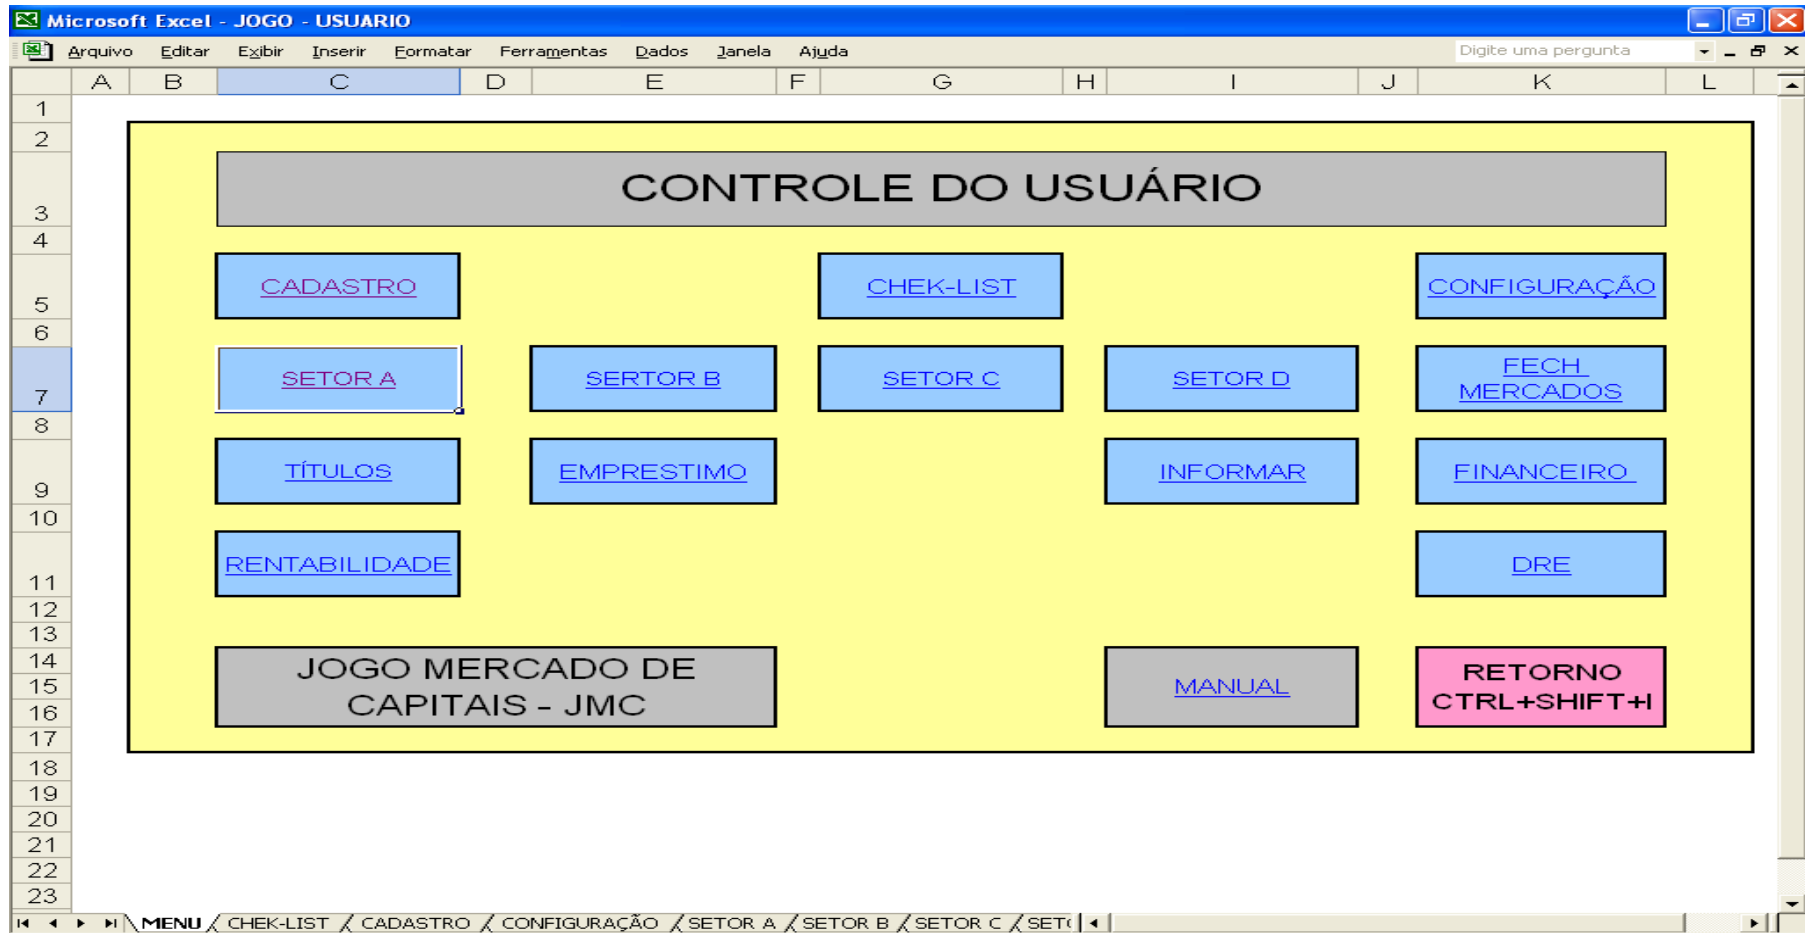 Microsoft Excel - JOGO - USUARIO
Arquivo Editar Exibir Inserir Formatar Ferramentas Dados Janela Ajuda Digite uma pergunta
A B C D E F G H I J K L
1
2
3 CONTROLE DO USUÁRIO
4
5 CADASTRO CHEK-LIST CONFIGURAÇÃO
6
7 SETOR A SERTOR B SETOR C SETOR D FECH
MERCADOS
8
9 TÍTULOS EMPRESTIMO INFORMAR FINANCEIRO
10
11 RENTABILIDADE DRE
12
13
14 JOGO MERCADO DE
CAPITAIS - JMC
15 MANUAL RETORNO
CTRL+SHIFT+I
16
17
18
19
20
21
22
23
MENU CHEK-LIST CADASTRO CONFIGURAÇÃO SETOR A SETOR B SETOR C SET